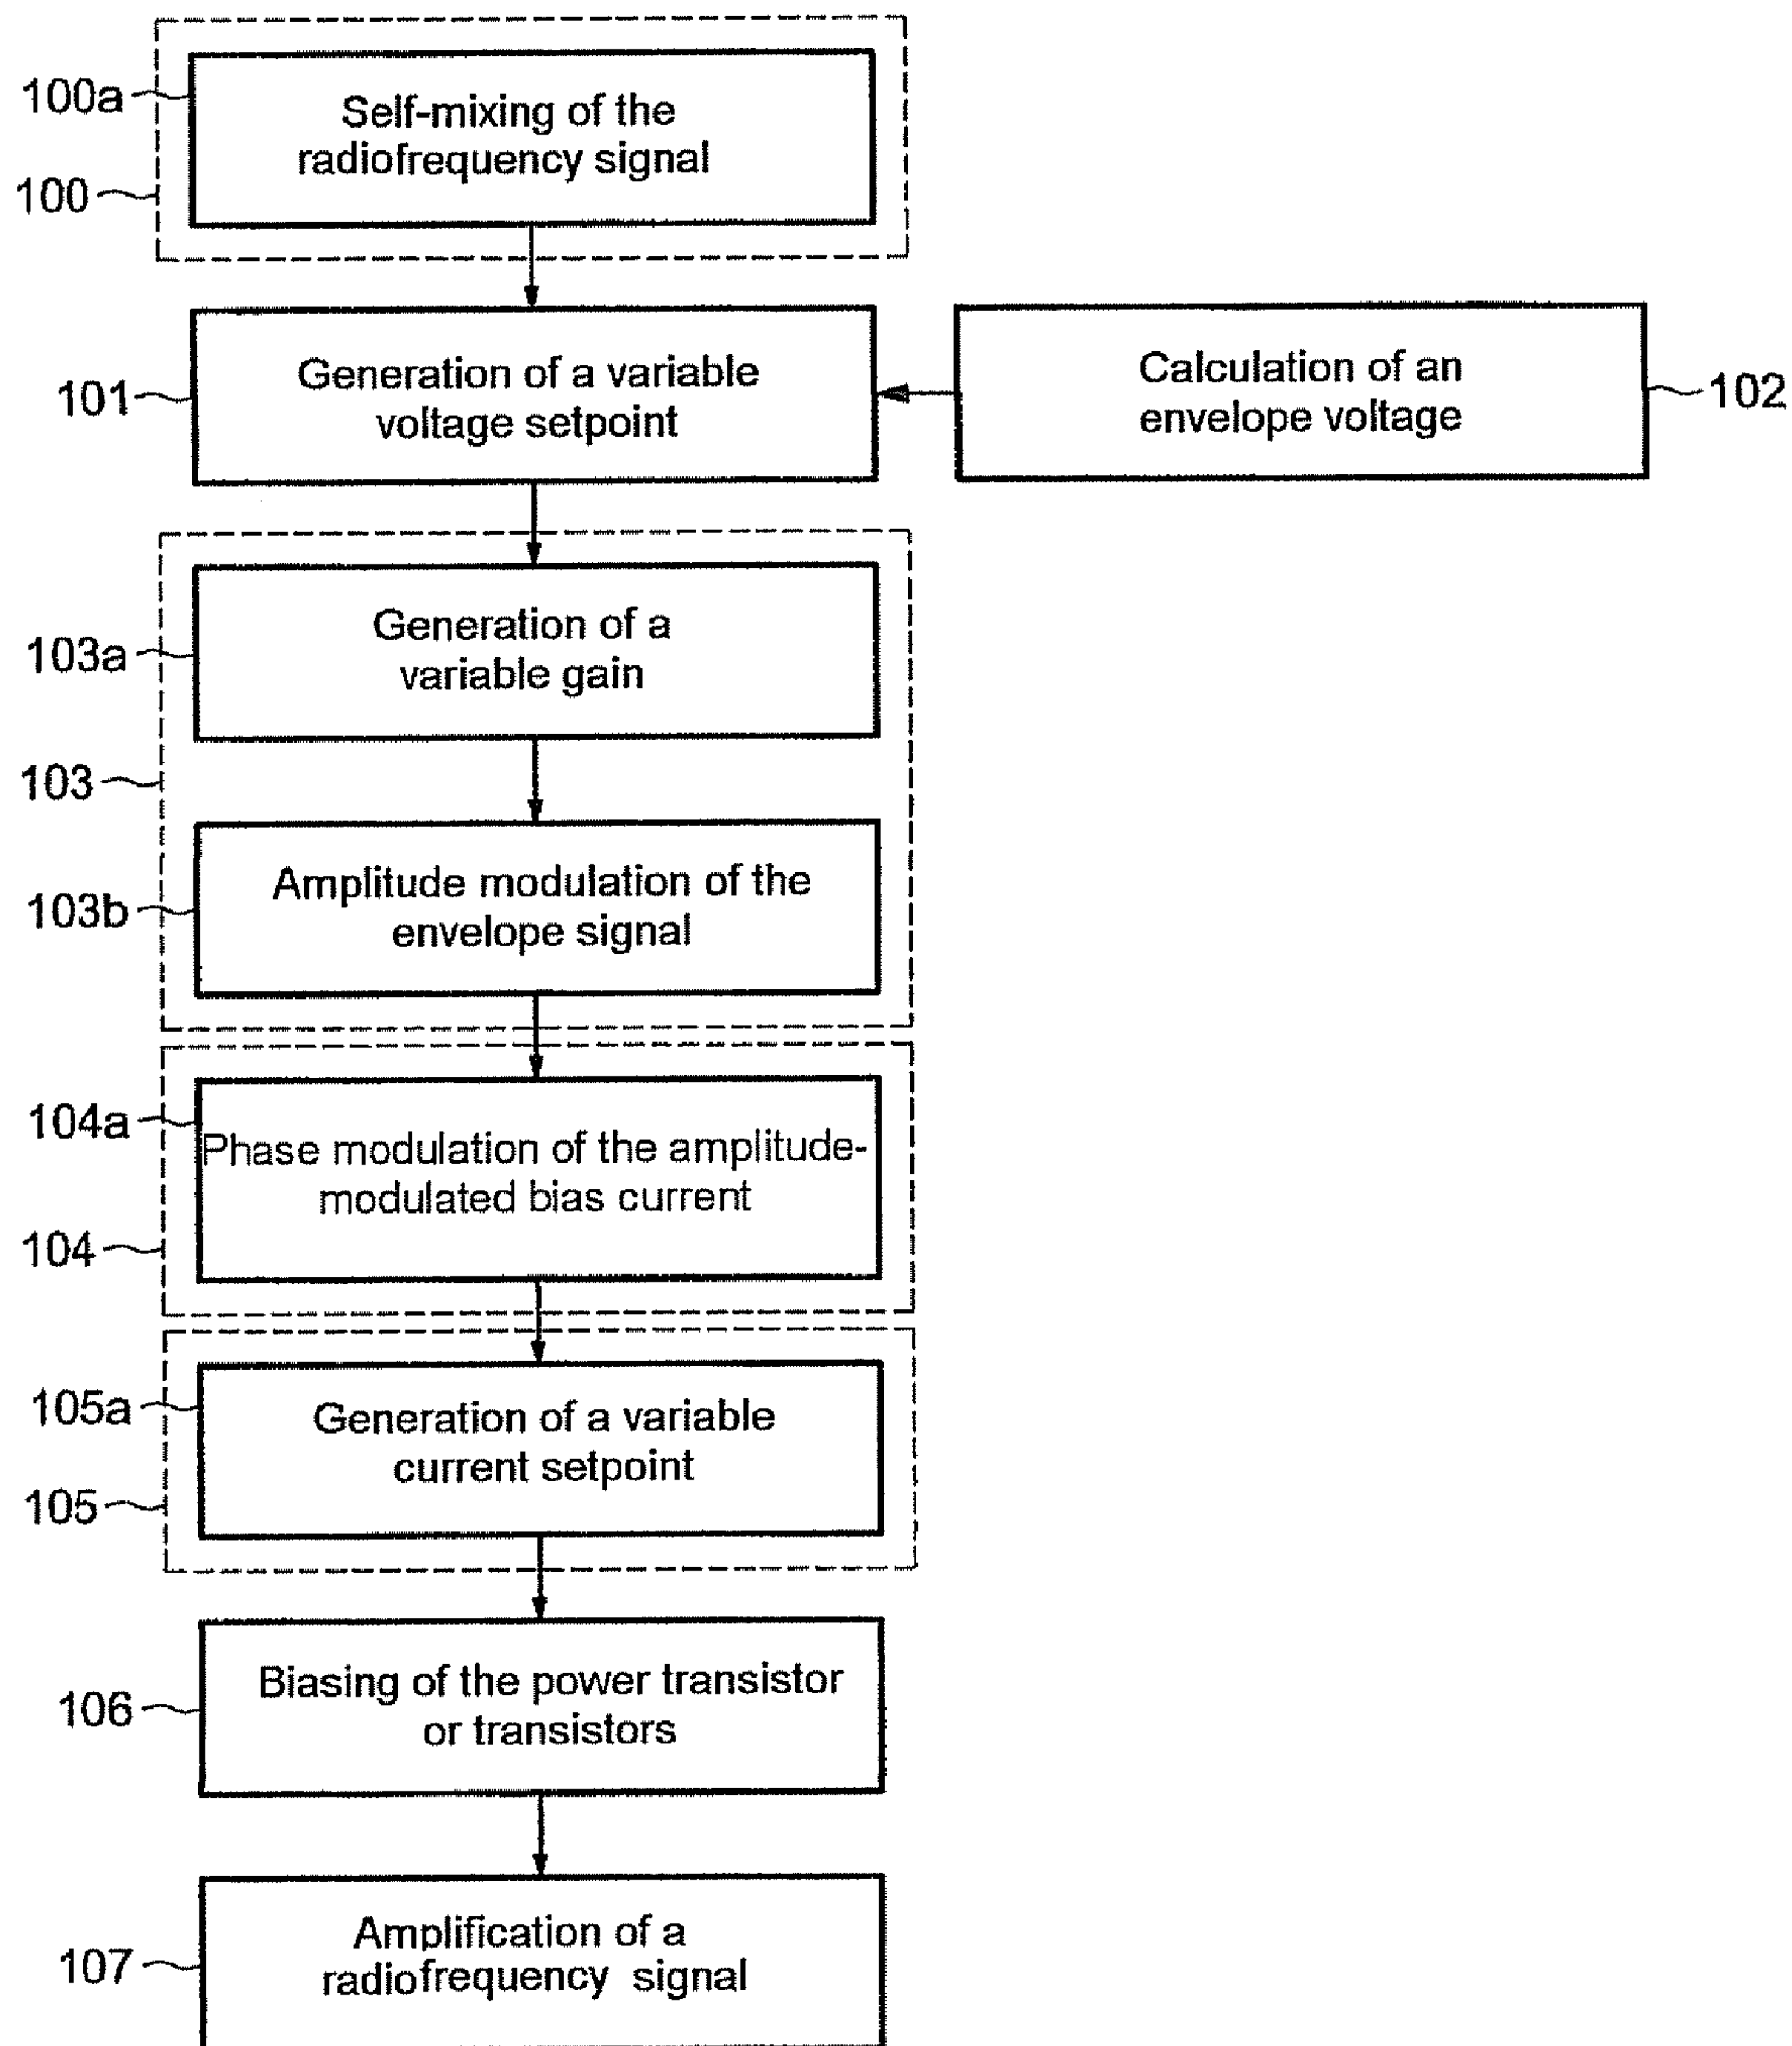 100a
Self-mixing of the
radiofrequency signal
100
101
Generation of a variable
voltage setpoint
Calculation of an
envelope voltage
102
103a
Generation of a
variable gain
103
103b
Amplitude modulation of the
envelope signal
104a
Phase modulation of the amplitude-
modulated bias current
104
105a
Generation of a variable
current setpoint
105
106
Biasing of the power transistor
or transistors
107
Amplification of a
radiofrequency signal